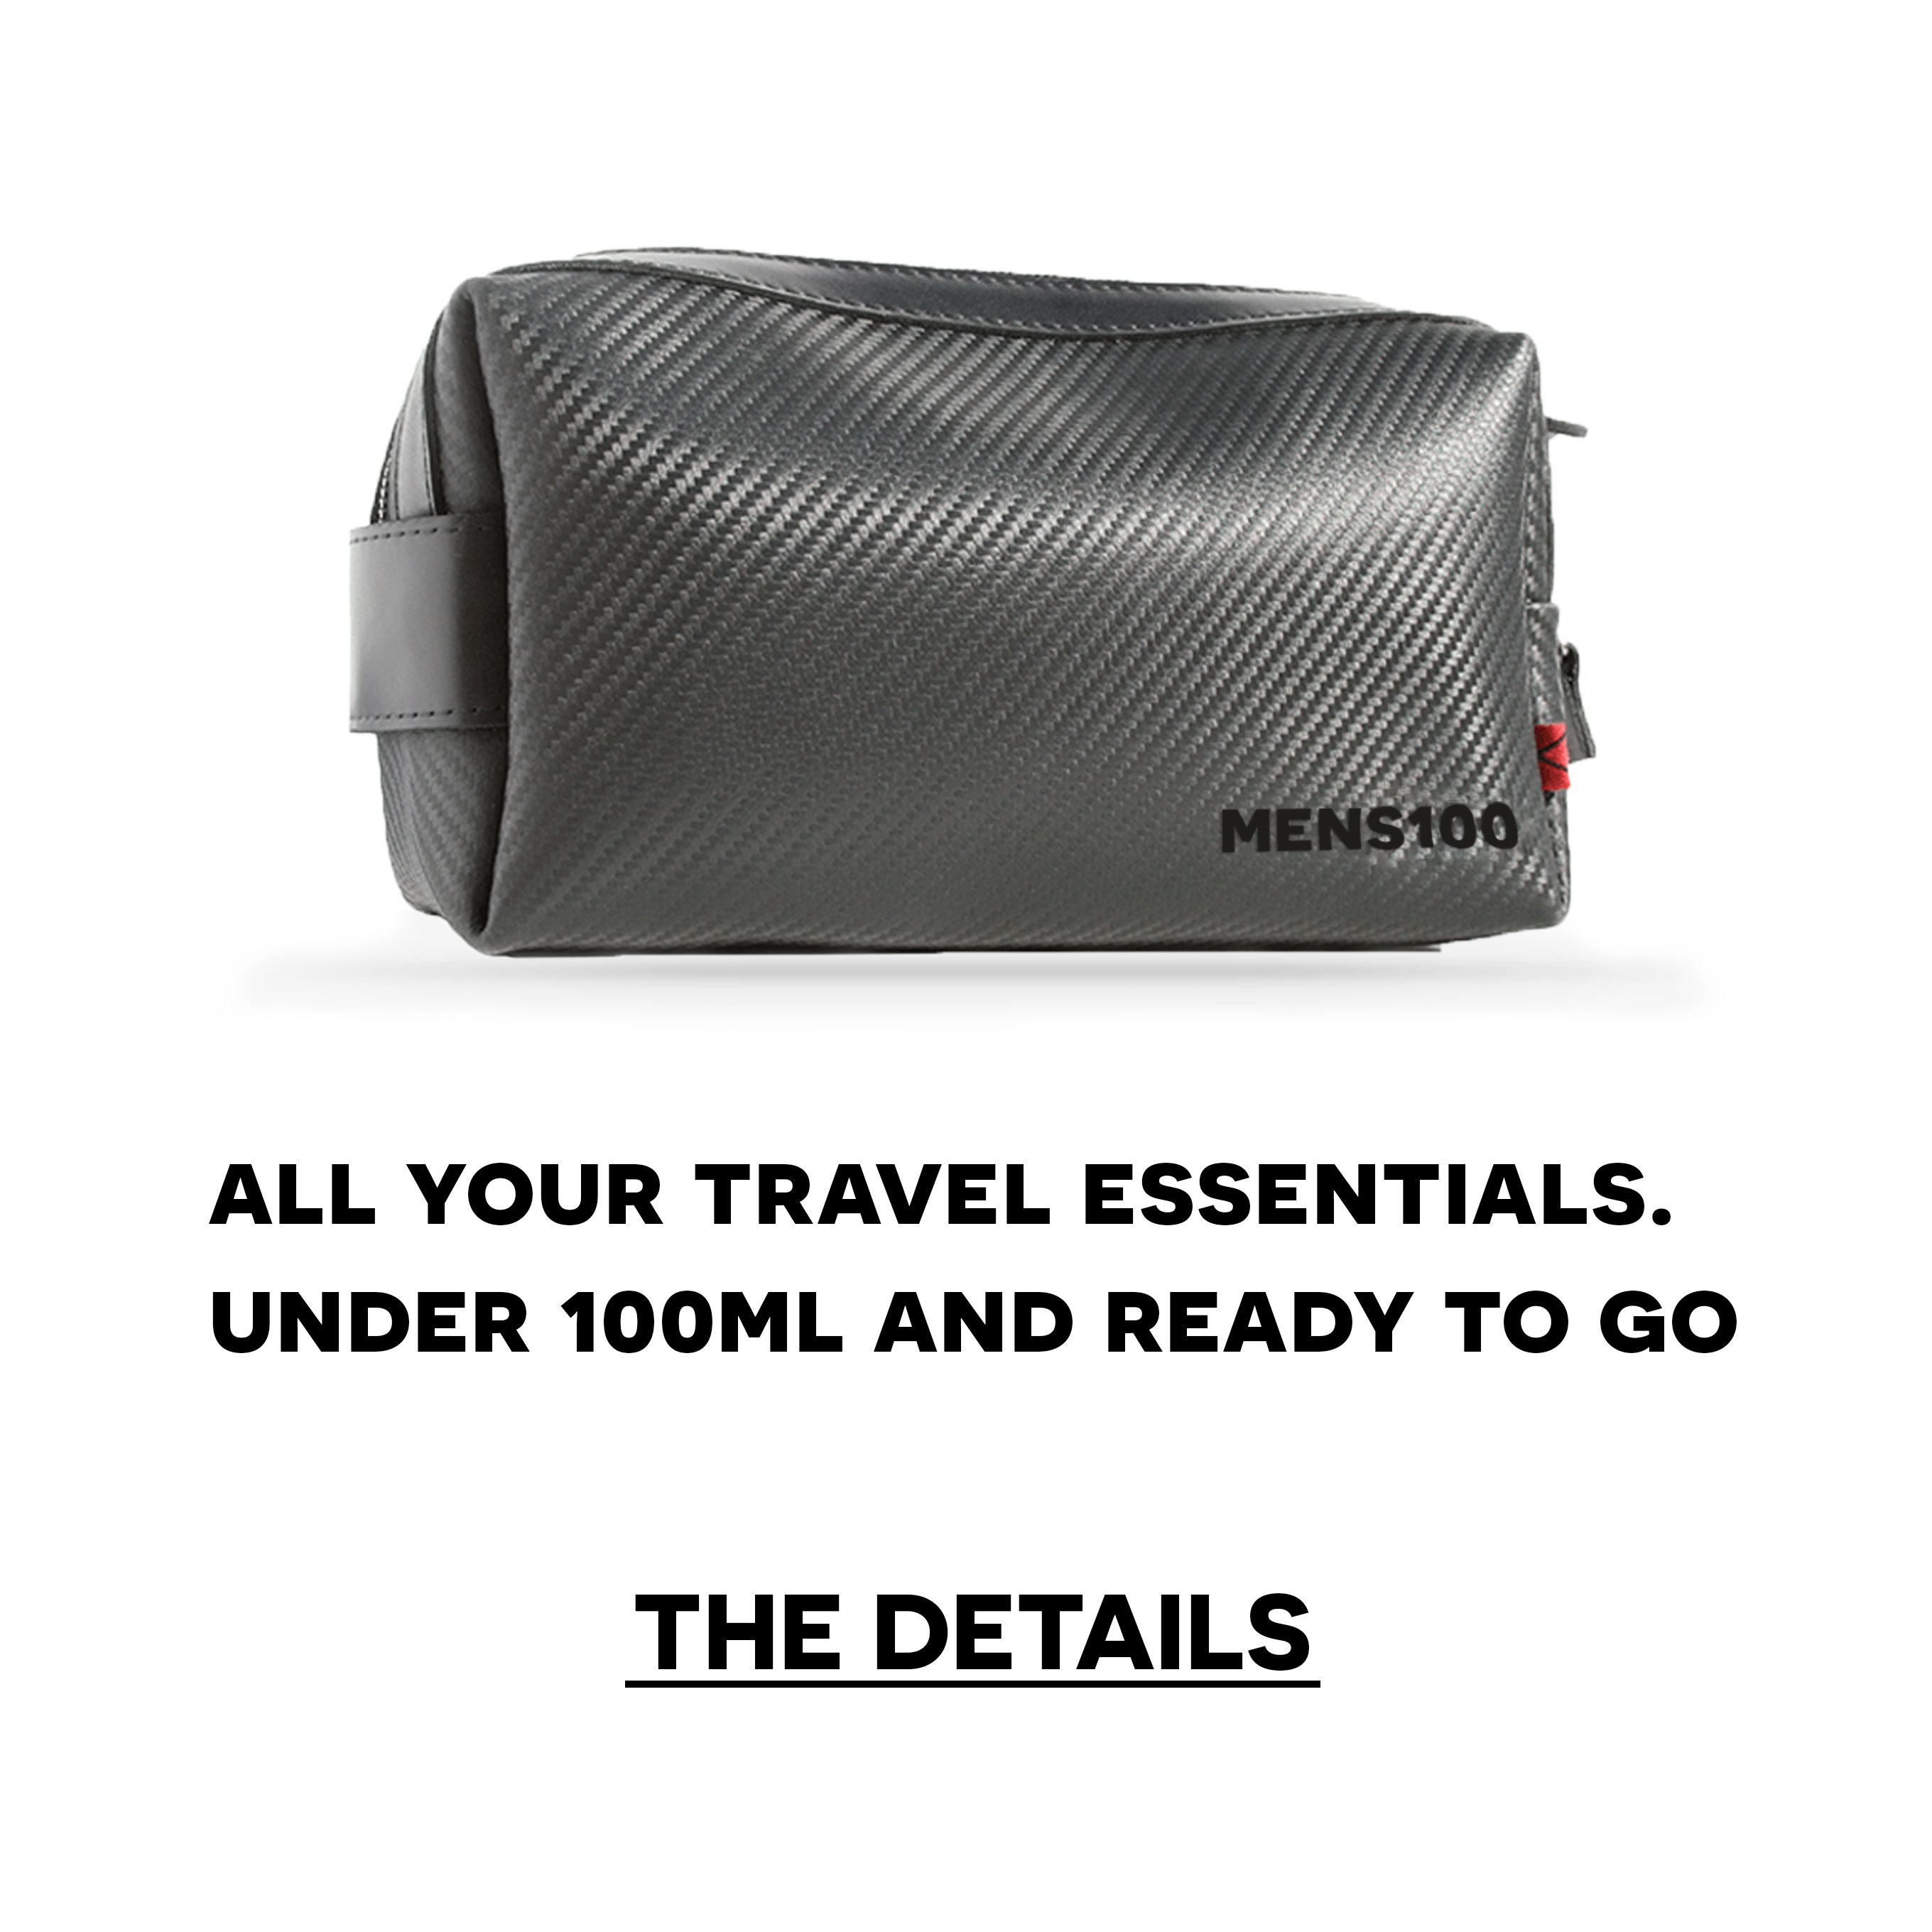 MENS100
ALL YOUR TRAVEL ESSENTIALS.
UNDER 100ML AND READY TO GO
THE DETAILS